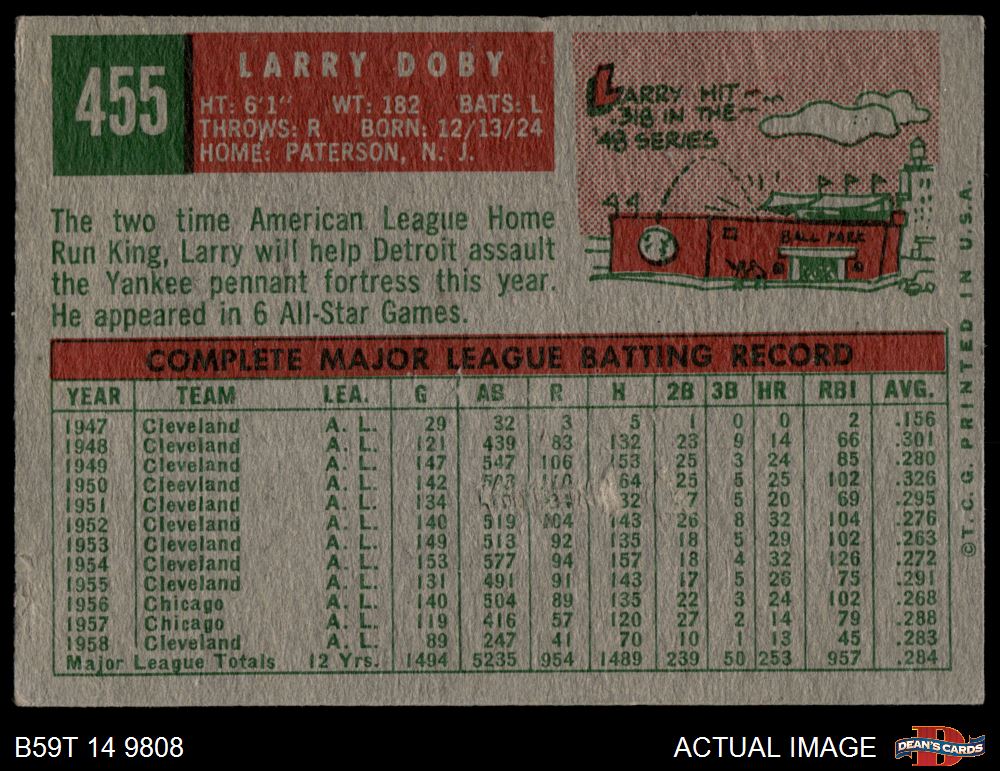 455
LARRY DOBY
HT: 6'1" WT: 182 BATS: L
THROWS: R BORN: 12/13/24
HOME: PATERSON, N. J.
LARRY HIT
.318 IN THE
'48 SERIES
BALL PARK
The two time American League Home
Run King, Larry will help Detroit assault
the Yankee pennant fortress this year.
He appeared in 6 All-Star Games.
COMPLETE MAJOR LEAGUE BATTING RECORD
YEAR TEAM LEA. G AB R H 2B 3B HR RBI AVG.
1947 Cleveland A. L. 29 32 3 5 1 0 0 2 .156
1948 Cleveland A. L. 121 439 83 132 23 9 14 66 .301
1949 Cleveland A. L. 147 547 106 153 25 3 24 85 .280
1950 Cleevland A. L. 142 503 110 64 25 5 25 102 .326
1951 Cleveland A. L. 134 32 7 5 20 69 .295
1952 Cleveland A. L. 140 519 104 143 26 8 32 104 .276
1953 Cleveland A. L. 149 513 92 135 18 5 29 102 .263
1954 Cleveland A. L. 153 577 94 157 18 4 32 126 .272
1955 Cleveland A. L. 131 491 91 143 17 5 26 75 .291
1956 Chicago A. L. 140 504 89 135 22 3 24 102 .268
1957 Chicago A. L. 119 416 57 120 27 2 14 79 .288
1958 Cleveland A. L. 89 247 41 70 10 1 13 45 .283
Major League Totals 12 Yrs. 1494 5235 954 1489 239 50 253 957 .284
©T.C.G. PRINTED IN U.S.A.
B59T 14 9808
ACTUAL IMAGE
DEAN'S CARDS